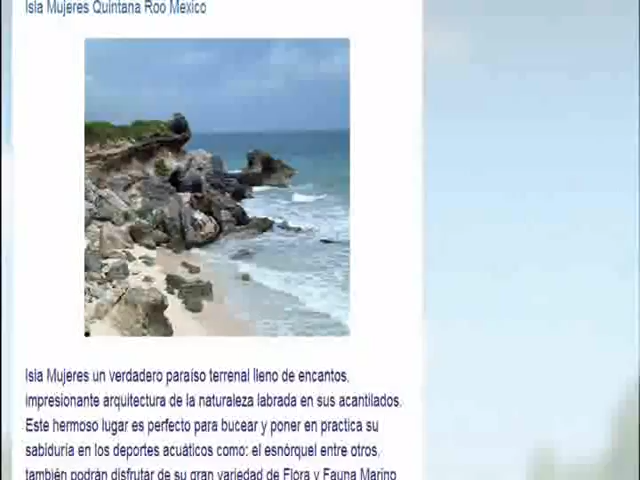 Isla Mujeres Quintana Roo Mexico
Isla Mujeres un verdadero paraíso terrenal lleno de encantos,
impresionante arquitectura de la naturaleza labrada en sus acantilados.
Este hermoso lugar es perfecto para bucear y poner en practica su
sabiduría en los deportes acuáticos como: el esnórquel entre otros,
también podrán disfrutar de su gran variedad de Flora y Fauna Marino